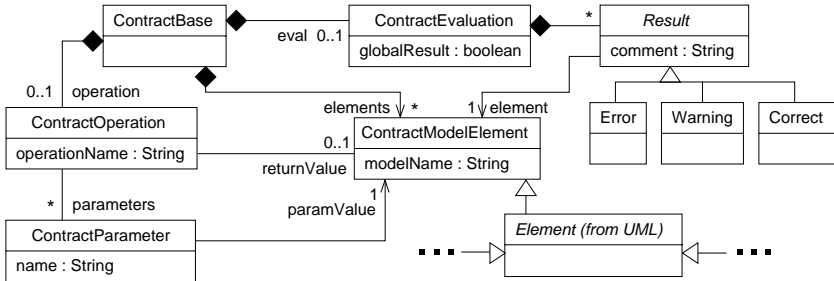 ContractBase
ContractEvaluation
Result
eval 0..1
*
globalResult : boolean
comment : String
0..1
operation
elements
*
1
element
Error
Warning
Correct
ContractOperation
ContractModelElement
operationName : String
0..1
returnValue
modelName : String
*
parameters
1
paramValue
ContractParameter
Element (from UML)
name : String